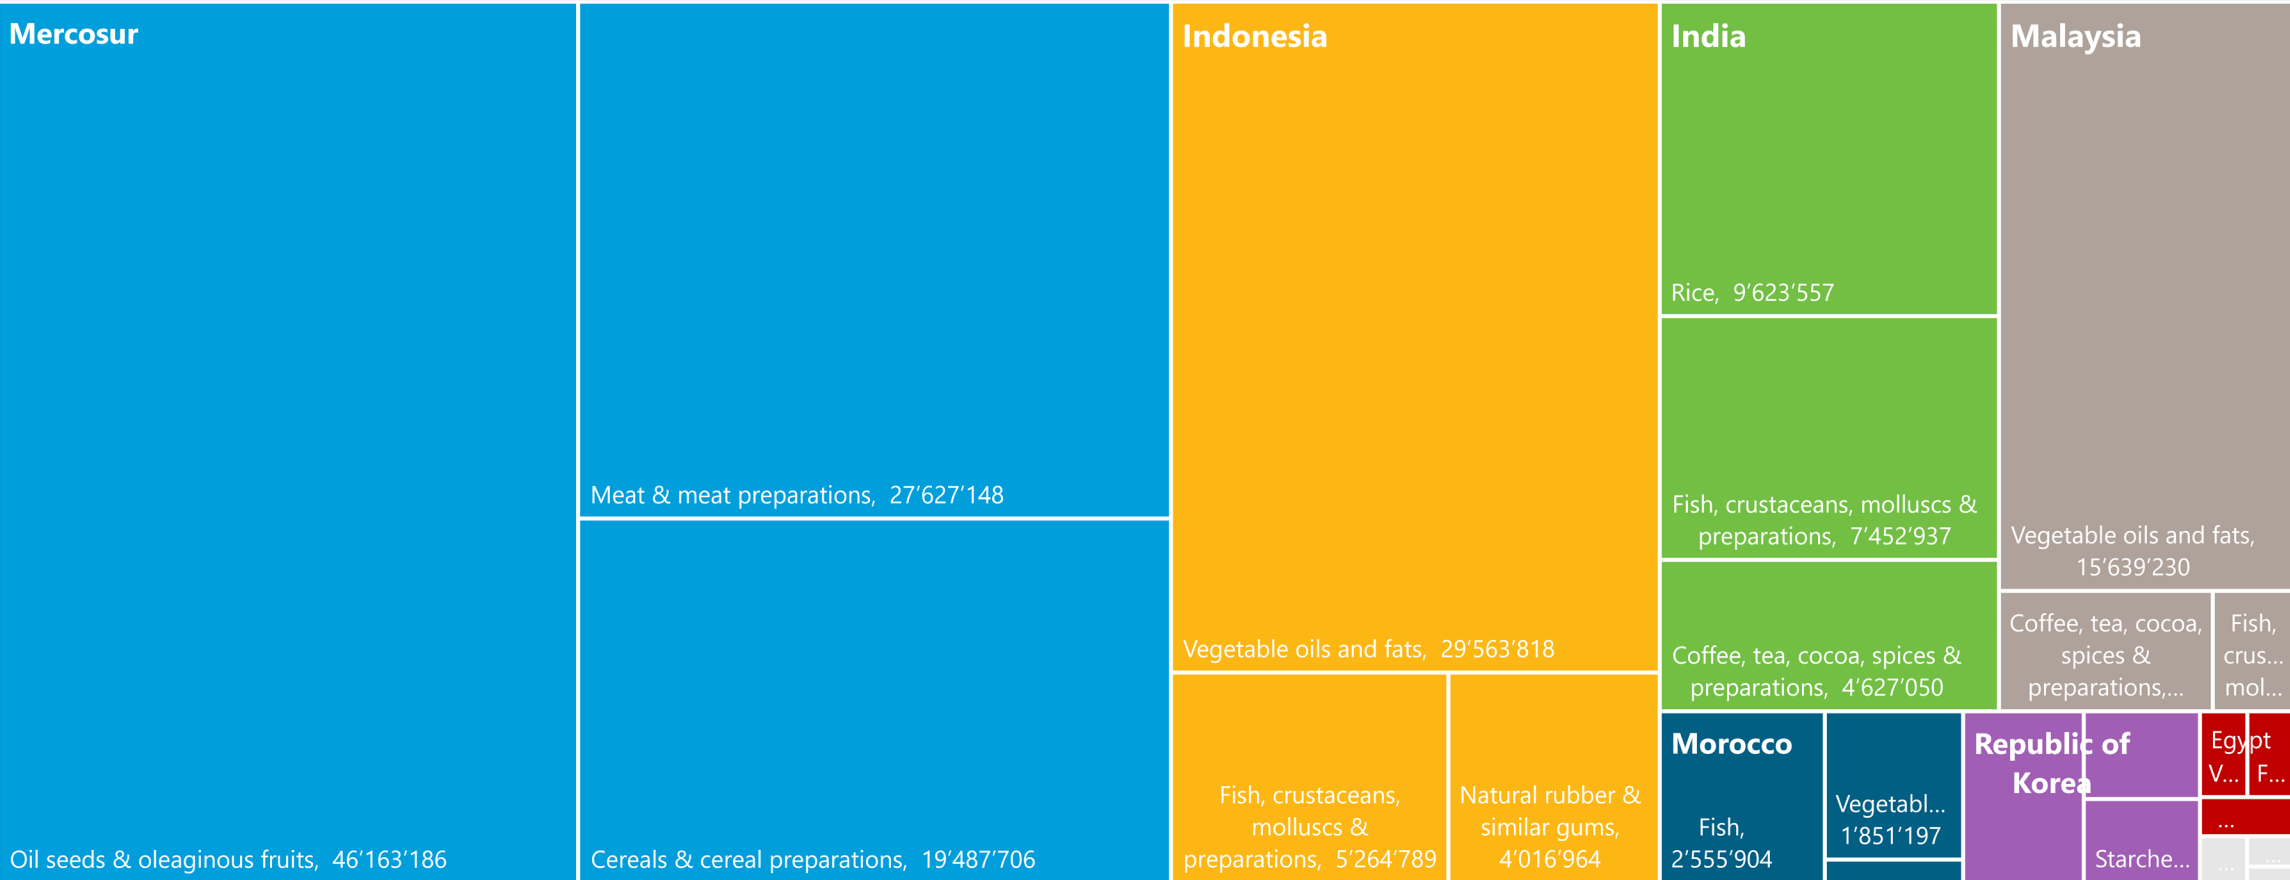 Mercosur
Oil seeds & oleaginous fruits,  46’163’186
Meat & meat preparations,  27’627’148
Cereals & cereal preparations,  19’487’706
Indonesia
Vegetable oils and fats,  29’563’818
Fish, crustaceans,
molluscs &
preparations,  5’264’789
Natural rubber &
similar gums,
4’016’964
India
Rice,  9’623’557
Fish, crustaceans, molluscs &
preparations,  7’452’937
Coffee, tea, cocoa, spices &
preparations,  4’627’050
Malaysia
Vegetable oils and fats,
15’639’230
Coffee, tea, cocoa,
spices &
preparations,...
Fish,
crus...
mol...
Morocco
Fish,
2’555’904
Vegetabl...
1’851’197
Republic of
Korea
Starche...
Egypt
V...
F...
...
...
...